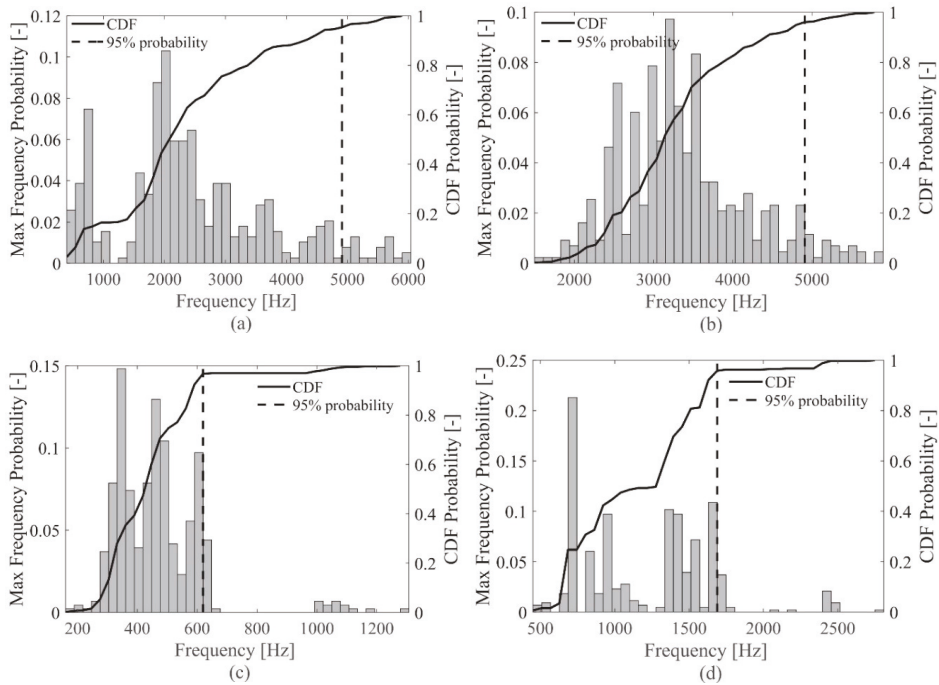 0.12
0.1
0.08
0.06
0.04
0.02
0
Max Frequency Probability [-]
CDF
95% probability
1
0.8
0.6
0.4
0.2
0
CDF Probability [-]
1000 2000 3000 4000 5000 6000
Frequency [Hz]
(a)
0.1
0.08
0.06
0.04
0.02
0
Max Frequency Probability [-]
CDF
95% probability
1
0.8
0.6
0.4
0.2
0
CDF Probability [-]
2000 3000 4000 5000
Frequency [Hz]
(b)
0.15
0.1
0.05
0
Max Frequency Probability [-]
CDF
95% probability
1
0.8
0.6
0.4
0.2
0
CDF Probability [-]
200 400 600 800 1000 1200
Frequency [Hz]
(c)
0.25
0.2
0.15
0.1
0.05
0
Max Frequency Probability [-]
CDF
95% probability
1
0.8
0.6
0.4
0.2
0
CDF Probability [-]
500 1000 1500 2000 2500
Frequency [Hz]
(d)